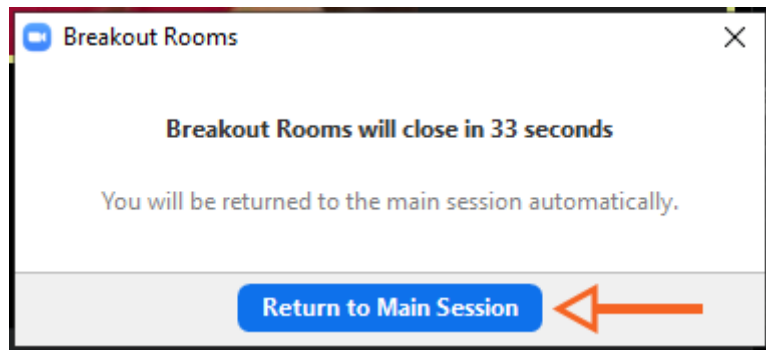 Breakout Rooms
Breakout Rooms will close in 33 seconds
You will be returned to the main session automatically.
Return to Main Session